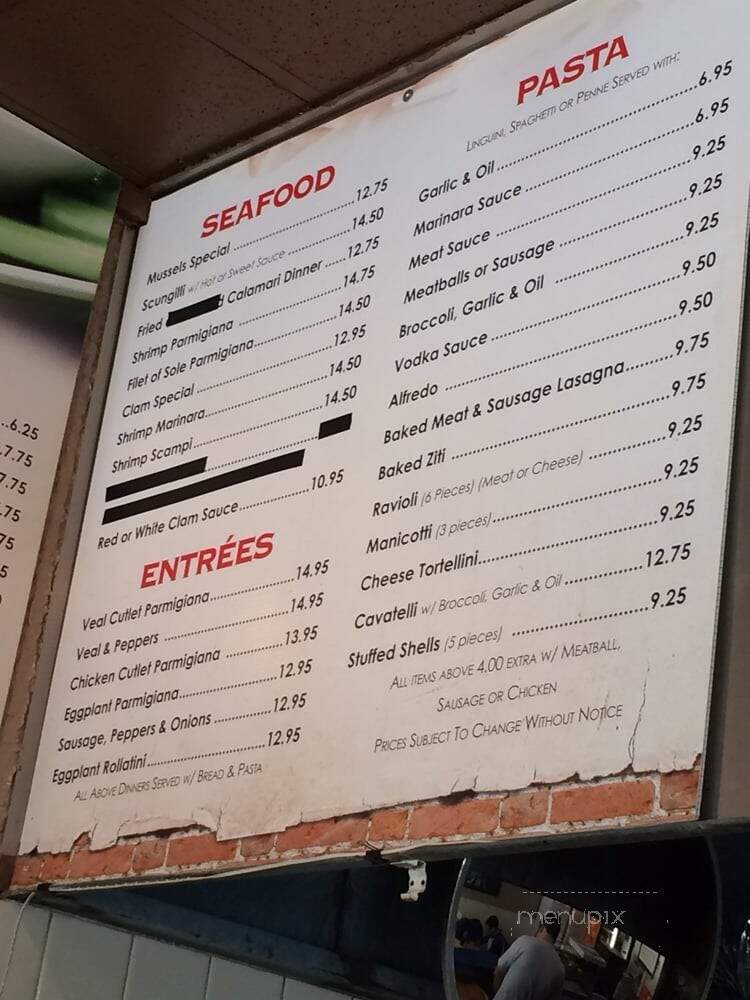 SEAFOOD
Mussels Special 12.75
Scungilli w/ Hot or Sweet Sauce 14.50
Fried Calamari Dinner 12.75
Shrimp Parmigiana 14.75
Filet of Sole Parmigiana 14.50
Clam Special 12.95
Shrimp Marinara 14.50
Shrimp Scampi 14.50
Red or White Clam Sauce 10.95
ENTRÉES
Veal Cutlet Parmigiana 14.95
Veal & Peppers 14.95
Chicken Cutlet Parmigiana 13.95
Eggplant Parmigiana 12.95
Sausage, Peppers & Onions 12.95
Eggplant Rollatini 12.95
All Above Dinners Served w/ Bread & Pasta
PASTA
Linguini, Spaghetti or Penne Served with:
Garlic & Oil 6.95
Marinara Sauce 6.95
Meat Sauce 9.25
Meatballs or Sausage 9.25
Broccoli, Garlic & Oil 9.25
Vodka Sauce 9.50
Alfredo 9.50
Baked Meat & Sausage Lasagna 9.75
Baked Ziti 9.75
Ravioli (6 Pieces) (Meat or Cheese) 9.25
Manicotti (3 pieces) 9.25
Cheese Tortellini 9.25
Cavatelli w/ Broccoli, Garlic & Oil 12.75
Stuffed Shells (5 pieces) 9.25
All items above 4.00 extra w/ Meatball,
Sausage or Chicken
Prices Subject To Change Without Notice
6.25
7.75
7.75
.75
75
5
menupix